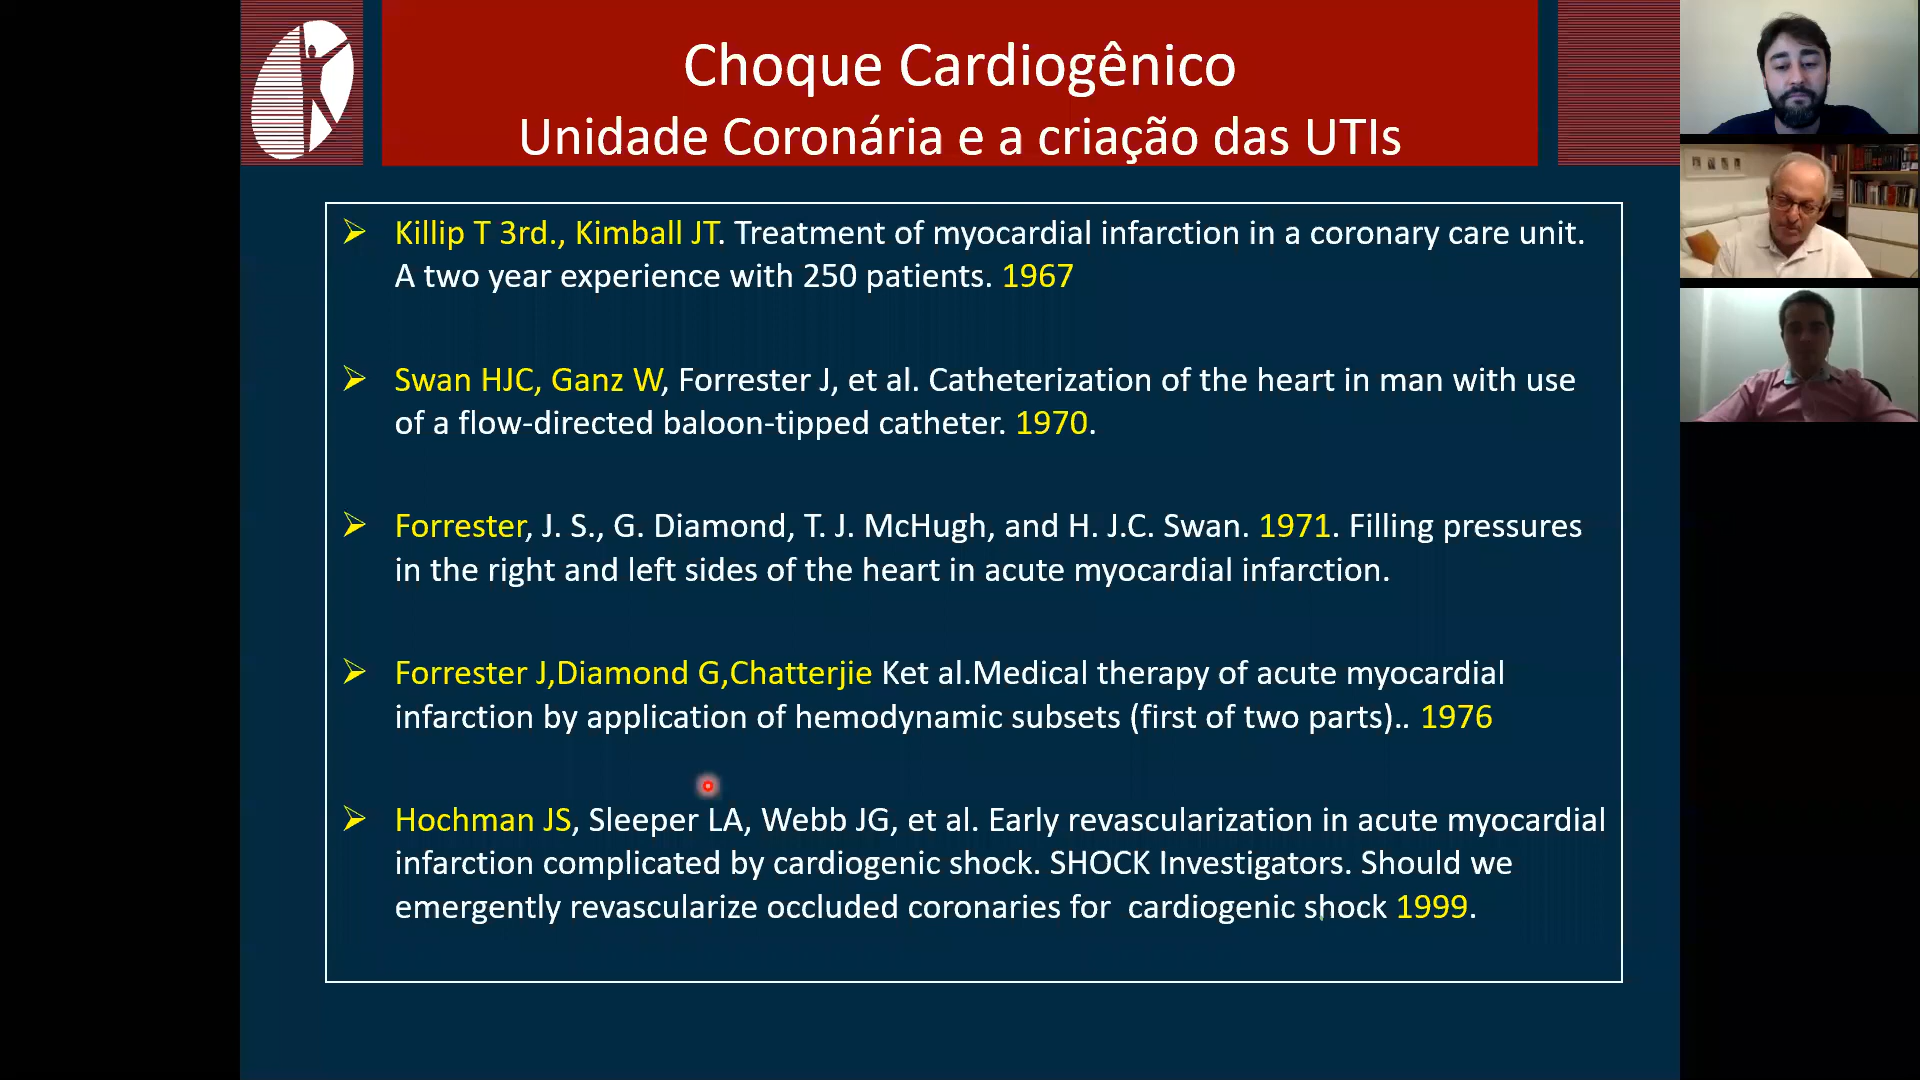 Choque Cardiogênico
Unidade Coronária e a criação das UTIs
Killip T 3rd., Kimball JT. Treatment of myocardial infarction in a coronary care unit.
A two year experience with 250 patients. 1967
Swan HJC, Ganz W, Forrester J, et al. Catheterization of the heart in man with use
of a flow-directed baloon-tipped catheter. 1970.
Forrester, J. S., G. Diamond, T. J. McHugh, and H. J.C. Swan. 1971. Filling pressures
in the right and left sides of the heart in acute myocardial infarction.
Forrester J,Diamond G,Chatterjie Ket al.Medical therapy of acute myocardial
infarction by application of hemodynamic subsets (first of two parts).. 1976
Hochman JS, Sleeper LA, Webb JG, et al. Early revascularization in acute myocardial
infarction complicated by cardiogenic shock. SHOCK Investigators. Should we
emergently revascularize occluded coronaries for  cardiogenic shock 1999.